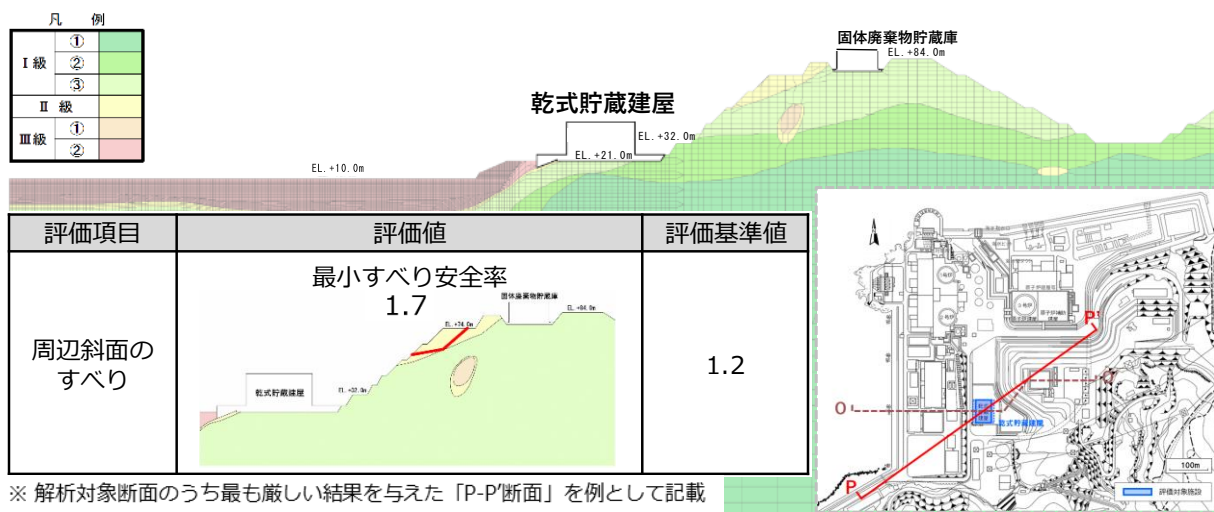 凡 例
Ⅰ級
①
②
③
Ⅱ 級
Ⅲ級
①
②
固体廃棄物貯蔵庫
EL.+84.0m
乾式貯蔵建屋
EL.+32.0m
EL.+21.0m
EL.+10.0m
評価項目
評価値
評価基準値
周辺斜面の
すべり
最小すべり安全率
1.7
固体廃棄物貯蔵庫
EL.+84.0m
EL.+74.0m
EL.+32.0m
乾式貯蔵建屋
1.2
P'
O
O'
乾式貯蔵建屋
P
100m
評価対象施設
※ 解析対象断面のうち最も厳しい結果を与えた「P-P'断面」を例として記載